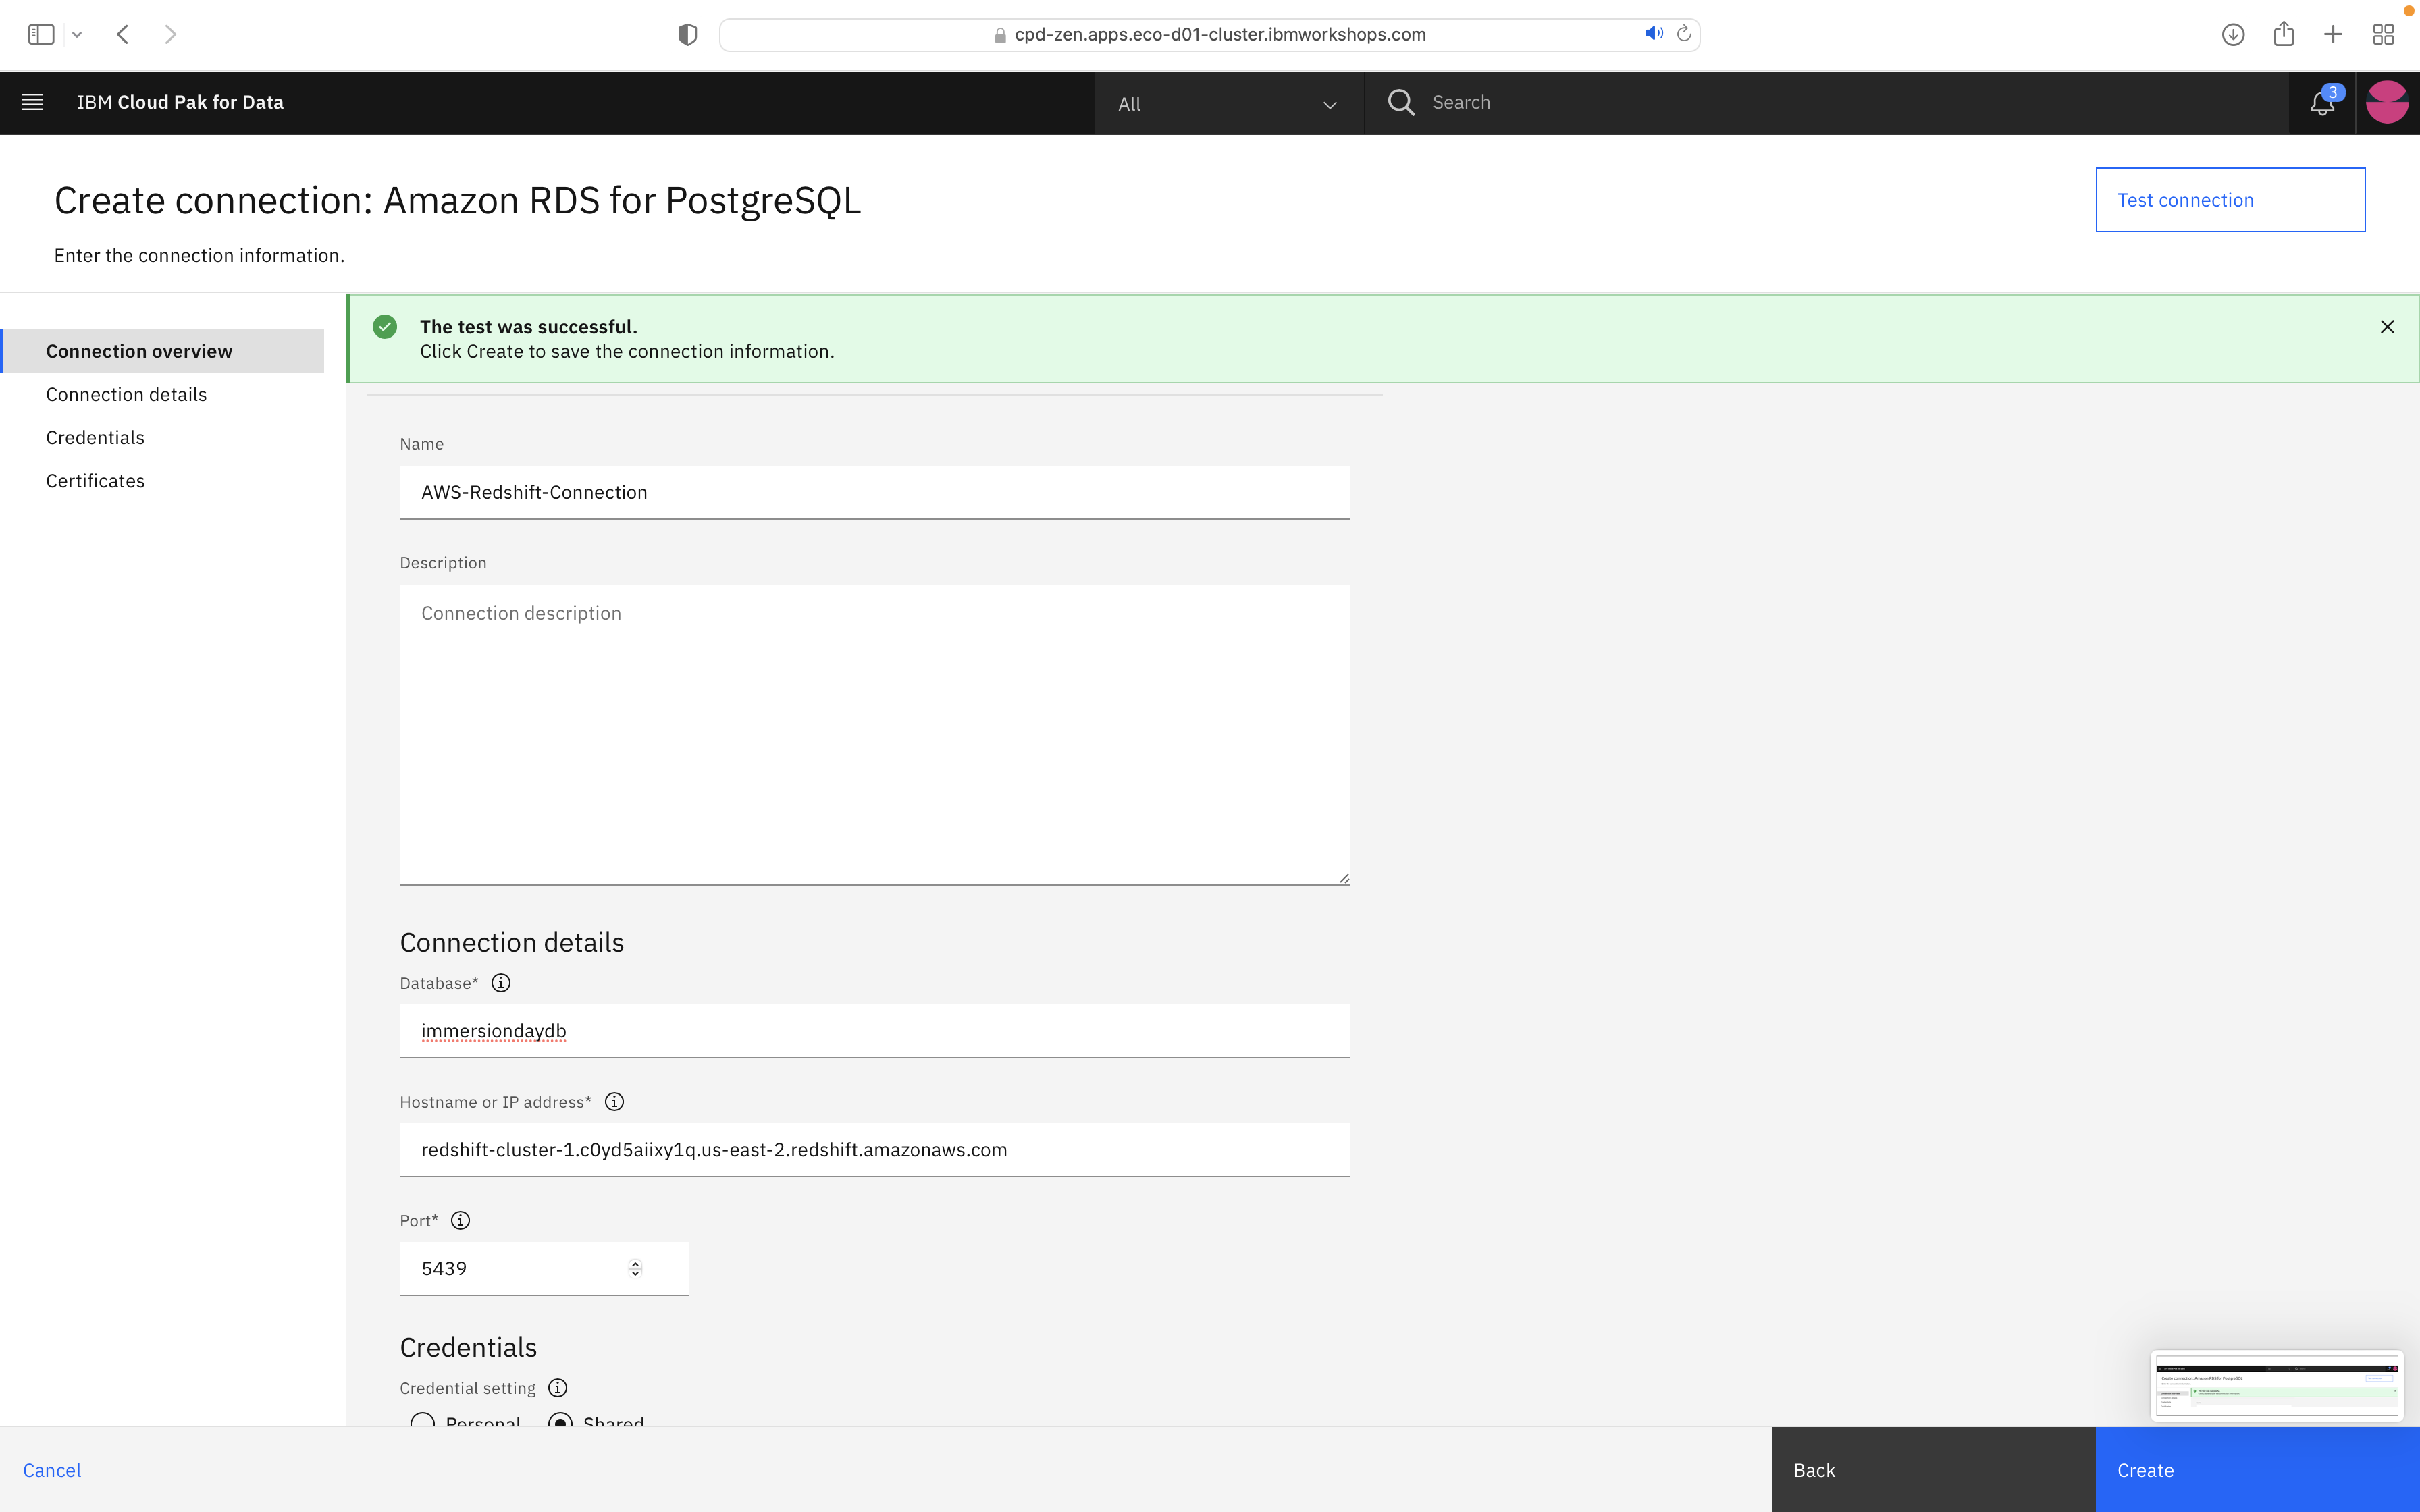 cpd-zen.apps.eco-d01-cluster.ibmworkshops.com
IBM Cloud Pak for Data
All
Search
3
Create connection: Amazon RDS for PostgreSQL
Test connection
Enter the connection information.
The test was successful.
Click Create to save the connection information.
Connection overview
Connection details
Credentials
Certificates
Name
AWS-Redshift-Connection
Description
Connection description
Connection details
Database*
immersiondaydb
Hostname or IP address*
redshift-cluster-1.c0yd5aiixy1q.us-east-2.redshift.amazonaws.com
Port*
5439
Credentials
Credential setting
Personal Shared
Cancel
Back
Create